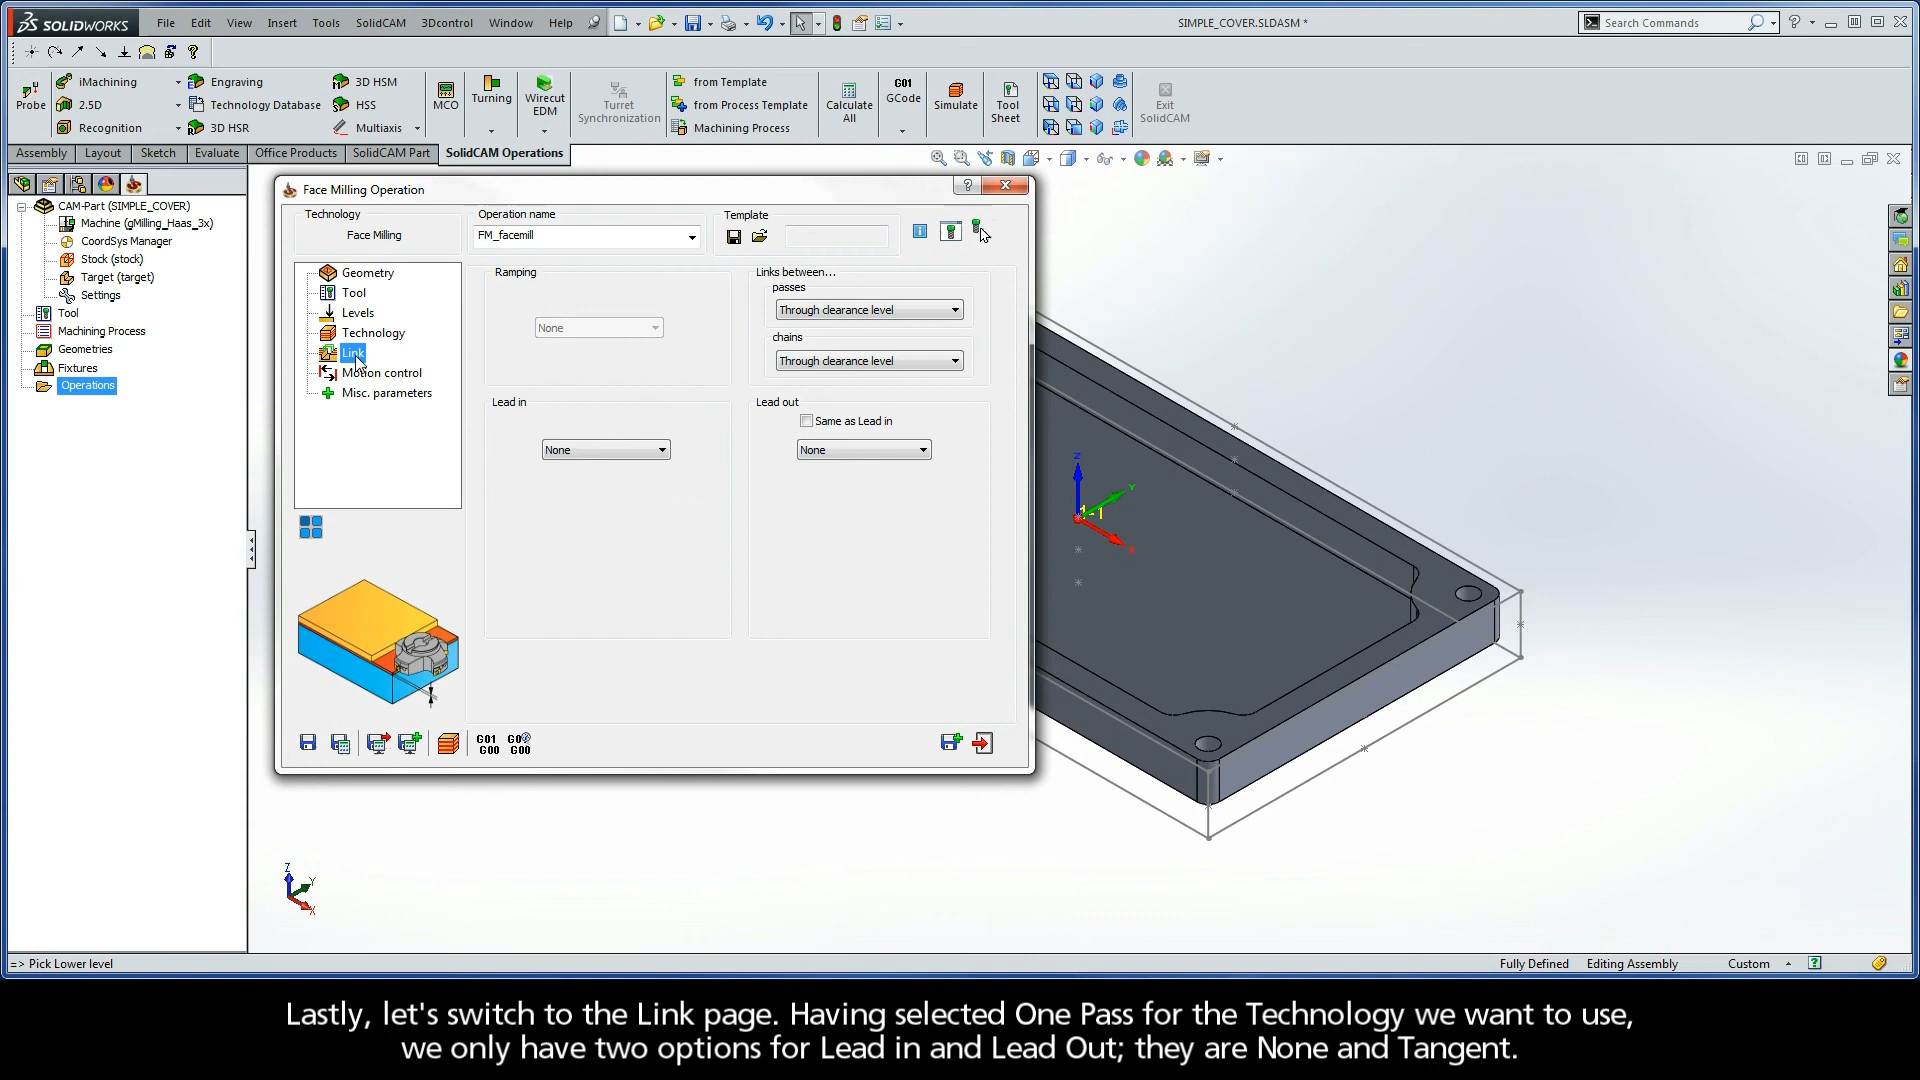 SOLIDWORKS File Edit View Insert Tools SolidCAM 3Dcontrol Window Help SIMPLE_COVER.SLDASM * Search Commands
Probe iMachining Engraving 3D HSM MCO Turning Wirecut EDM Turret Synchronization from Template Calculate All G01 GCode Simulate Tool Sheet Exit SolidCAM
2.5D Technology Database HSS from Process Template
Recognition 3D HSR Multiaxis Machining Process
Assembly Layout Sketch Evaluate Office Products SolidCAM Part SolidCAM Operations
CAM-Part (SIMPLE_COVER)
Machine (gMilling_Haas_3x)
CoordSys Manager
Stock (stock)
Target (target)
Settings
Tool
Machining Process
Geometries
Fixtures
Operations
Face Milling Operation
Technology Operation name Template
Face Milling FM_facemill
Geometry
Tool
Levels
Technology
Link
Motion control
Misc. parameters
Ramping
None
Links between...
passes
Through clearance level
chains
Through clearance level
Lead in
None
Lead out
Same as Lead in
None
G01 G00
G00
Z
Y
X
1-1
Z
Y
X
=> Pick Lower level Fully Defined Editing Assembly Custom
Lastly, let's switch to the Link page. Having selected One Pass for the Technology we want to use,
we only have two options for Lead in and Lead Out; they are None and Tangent.